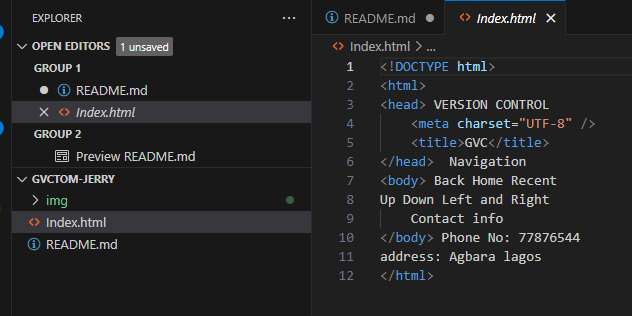 EXPLORER ...
OPEN EDITORS 1 unsaved
GROUP 1
README.md
Index.html
GROUP 2
Preview README.md
GVCTOM-JERRY
img
Index.html
README.md
README.md Index.html
Index.html > ...
1 <!DOCTYPE html>
2 <html>
3 <head> VERSION CONTROL
4 <meta charset="UTF-8" />
5 <title>GVC</title>
6 </head> Navigation
7 <body> Back Home Recent
8 Up Down Left and Right
9 Contact info
10 </body> Phone No: 77876544
11 address: Agbara lagos
12 </html>